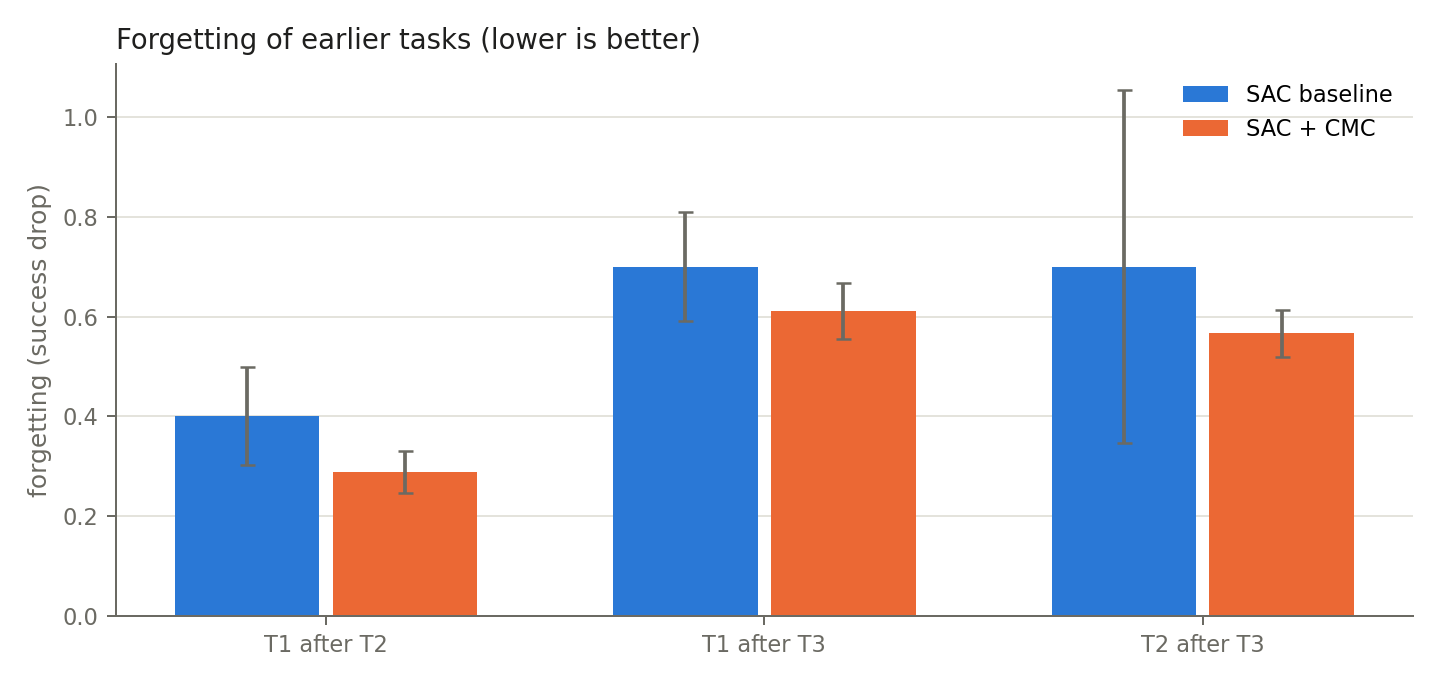 Forgetting of earlier tasks (lower is better)
SAC baseline
SAC + CMC
forgetting (success drop)
1.0
0.8
0.6
0.4
0.2
0.0
T1 after T2
T1 after T3
T2 after T3